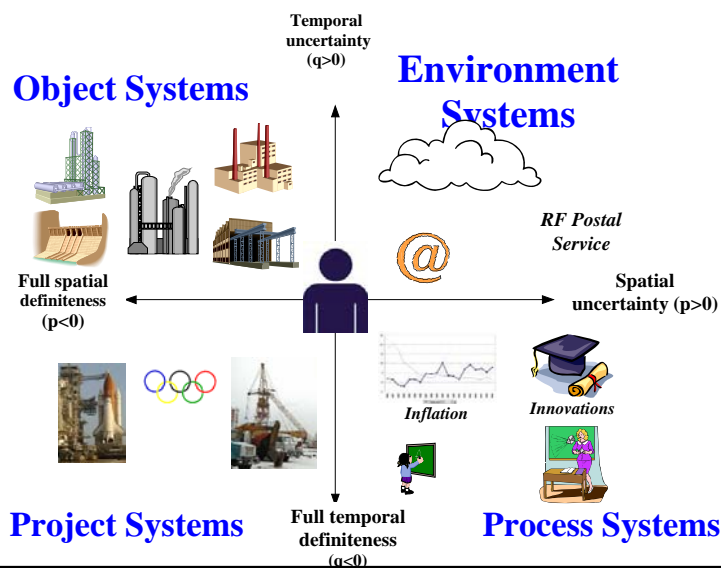 Temporal
uncertainty
(q>0)
Object Systems
Environment
Systems
@
RF Postal
Service
Full spatial
definiteness
(p<0)
Spatial
uncertainty (p>0)
Inflation
Innovations
Project Systems
Full temporal
definiteness
(q<0)
Process Systems